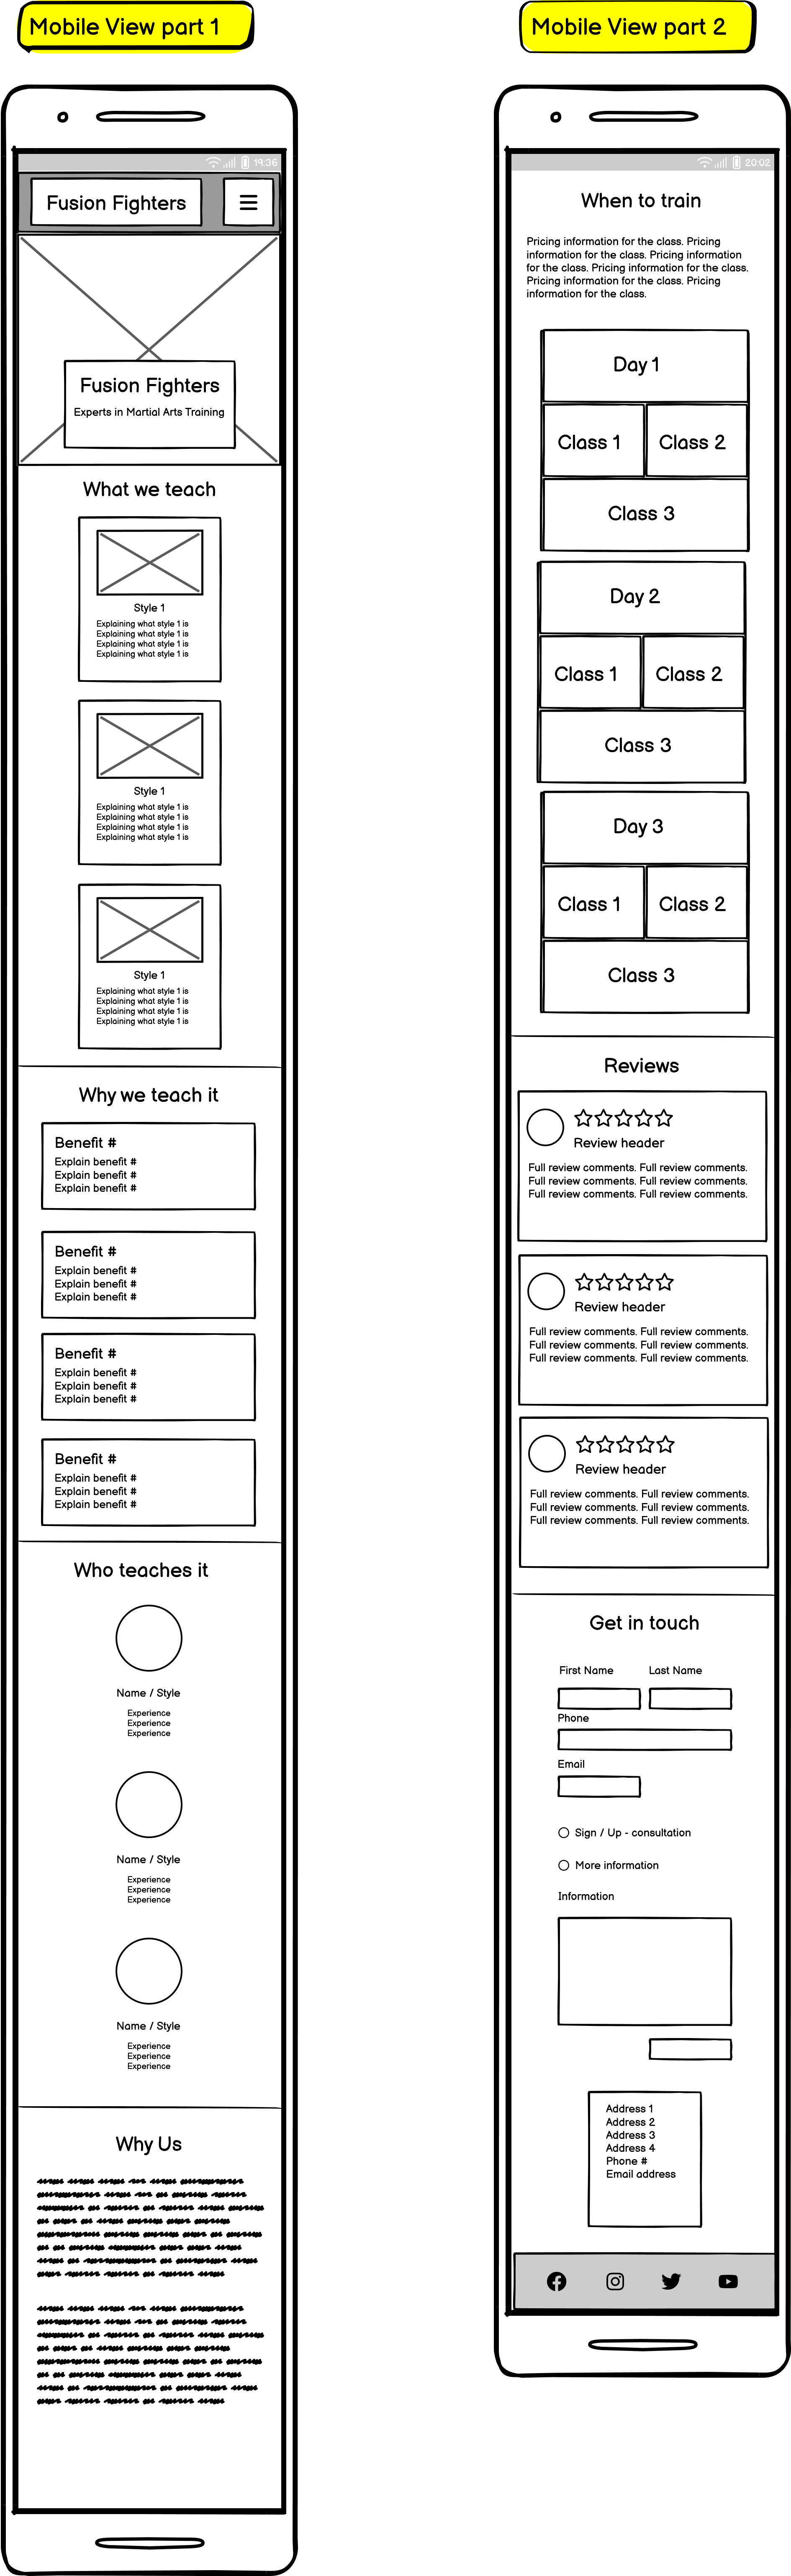 Mobile View part 1
19:36
Fusion Fighters
Fusion Fighters
Experts in Martial Arts Training
What we teach
Style 1
Explaining what style 1 is
Explaining what style 1 is
Explaining what style 1 is
Explaining what style 1 is
Style 1
Explaining what style 1 is
Explaining what style 1 is
Explaining what style 1 is
Explaining what style 1 is
Style 1
Explaining what style 1 is
Explaining what style 1 is
Explaining what style 1 is
Explaining what style 1 is
Why we teach it
Benefit #
Explain benefit #
Explain benefit #
Explain benefit #
Benefit #
Explain benefit #
Explain benefit #
Explain benefit #
Benefit #
Explain benefit #
Explain benefit #
Explain benefit #
Benefit #
Explain benefit #
Explain benefit #
Explain benefit #
Who teaches it
Name / Style
Experience
Experience
Experience
Name / Style
Experience
Experience
Experience
Name / Style
Experience
Experience
Experience
Why Us
Mobile View part 2
20:02
When to train
Pricing information for the class. Pricing
information for the class. Pricing information
for the class. Pricing information for the class.
Pricing information for the class. Pricing
information for the class.
Day 1
Class 1 Class 2
Class 3
Day 2
Class 1 Class 2
Class 3
Day 3
Class 1 Class 2
Class 3
Reviews
Review header
Full review comments. Full review comments.
Full review comments. Full review comments.
Full review comments. Full review comments.
Review header
Full review comments. Full review comments.
Full review comments. Full review comments.
Full review comments. Full review comments.
Review header
Full review comments. Full review comments.
Full review comments. Full review comments.
Full review comments. Full review comments.
Get in touch
First Name Last Name
Phone
Email
Sign / Up - consultation
More information
Information
Address 1
Address 2
Address 3
Address 4
Phone #
Email address